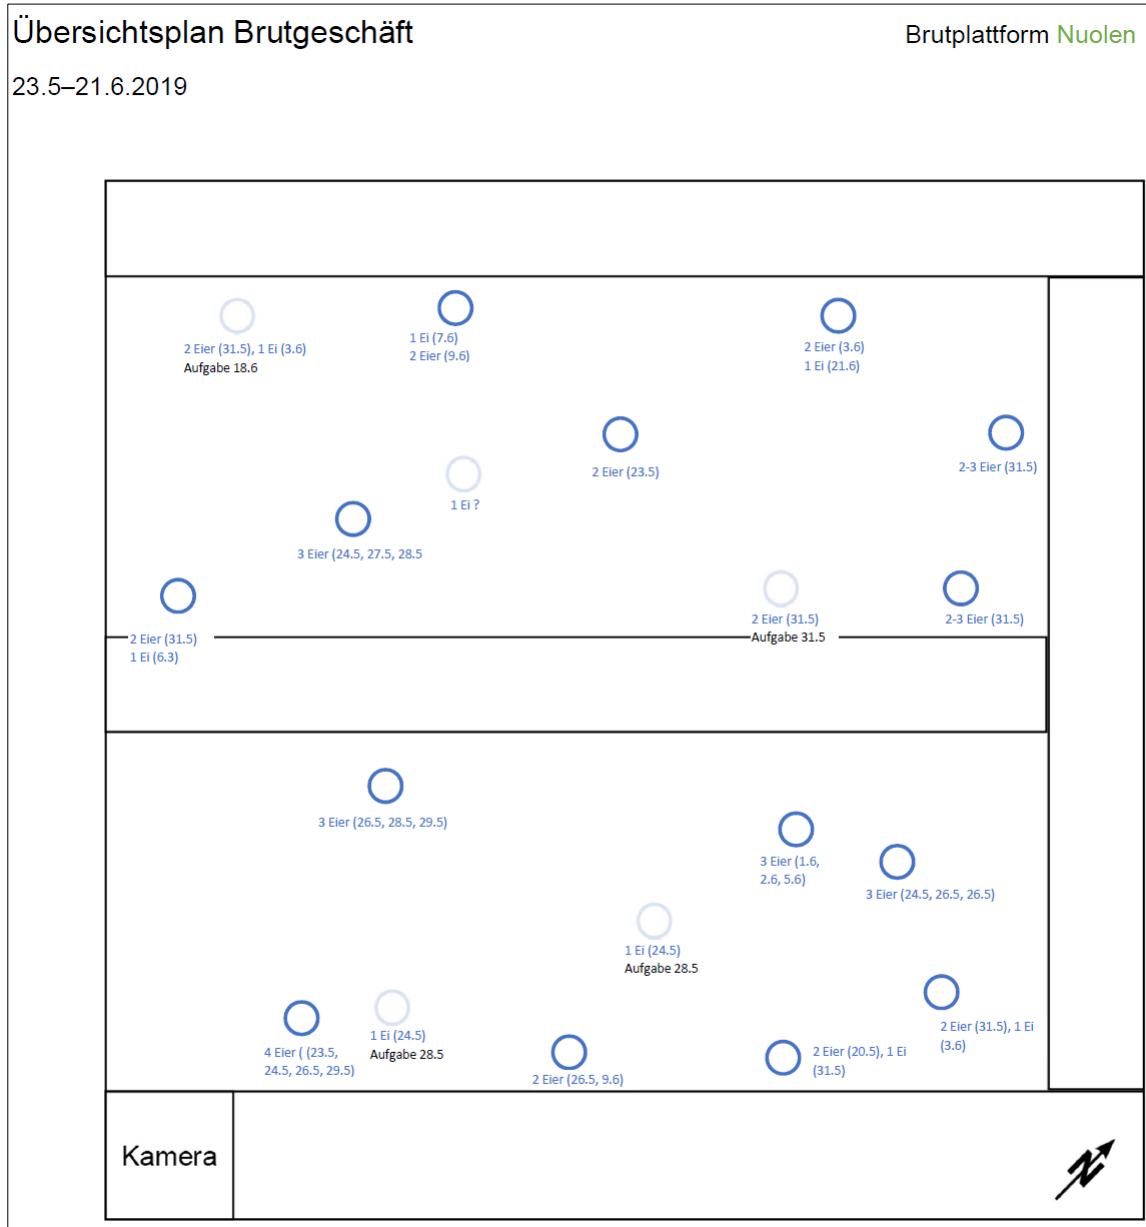 Übersichtsplan Brutgeschäft
Brutplattform Nuolen
23.5–21.6.2019
2 Eier (31.5), 1 Ei (3.6)
Aufgabe 18.6
1 Ei (7.6)
2 Eier (9.6)
2 Eier (3.6)
1 Ei (21.6)
2 Eier (23.5)
2-3 Eier (31.5)
1 Ei ?
3 Eier (24.5, 27.5, 28.5
2 Eier (31.5)
1 Ei (6.3)
2 Eier (31.5)
Aufgabe 31.5
2-3 Eier (31.5)
3 Eier (26.5, 28.5, 29.5)
3 Eier (1.6,
2.6, 5.6)
3 Eier (24.5, 26.5, 26.5)
1 Ei (24.5)
Aufgabe 28.5
4 Eier ( (23.5,
24.5, 26.5, 29.5)
1 Ei (24.5)
Aufgabe 28.5
2 Eier (26.5, 9.6)
2 Eier (20.5), 1 Ei
(31.5)
2 Eier (31.5), 1 Ei
(3.6)
Kamera
N